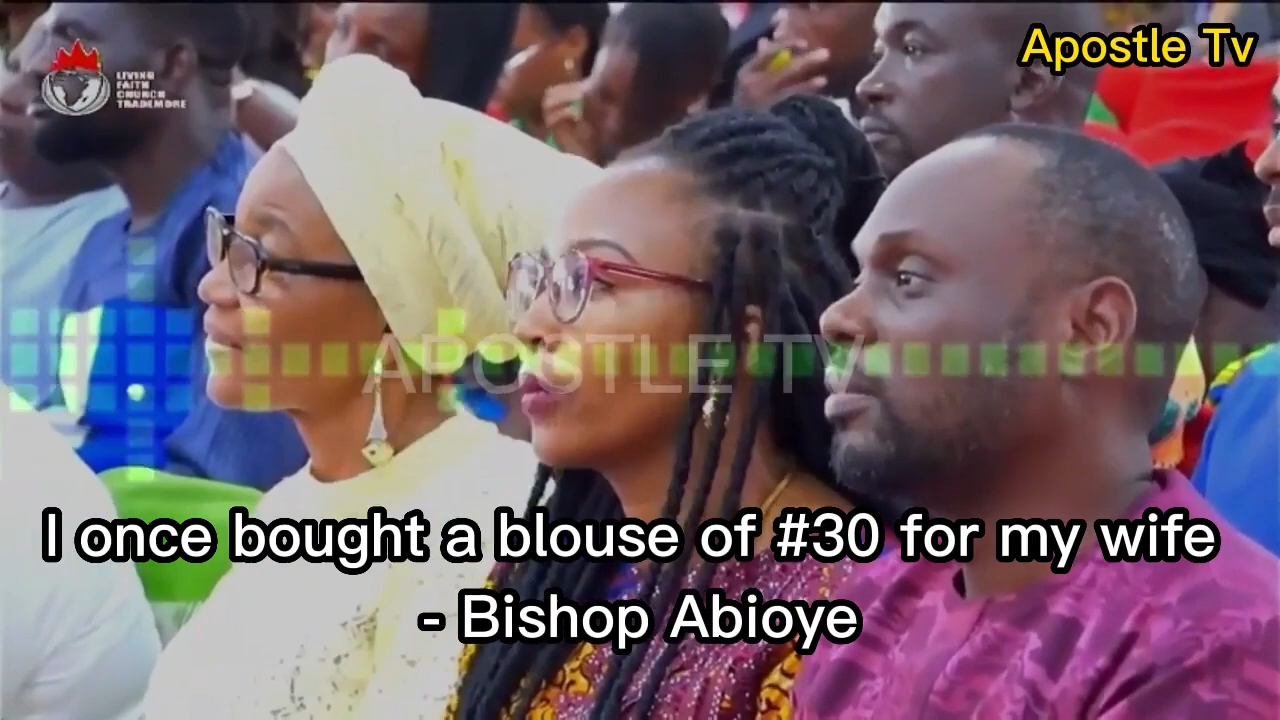 Apostle Tv
LIVING
FAITH
CHURCH
TRADEMORE
APOSTLE TV
I once bought a blouse of #30 for my wife
- Bishop Abioye